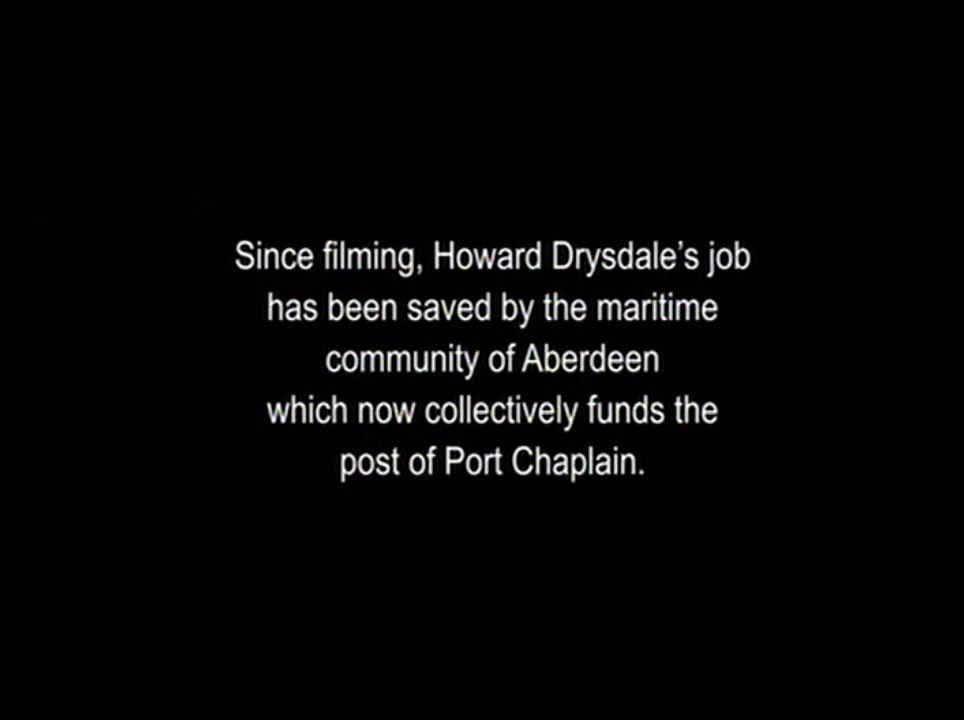 Since filming, Howard Drysdale’s job
has been saved by the maritime
community of Aberdeen
which now collectively funds the
post of Port Chaplain.